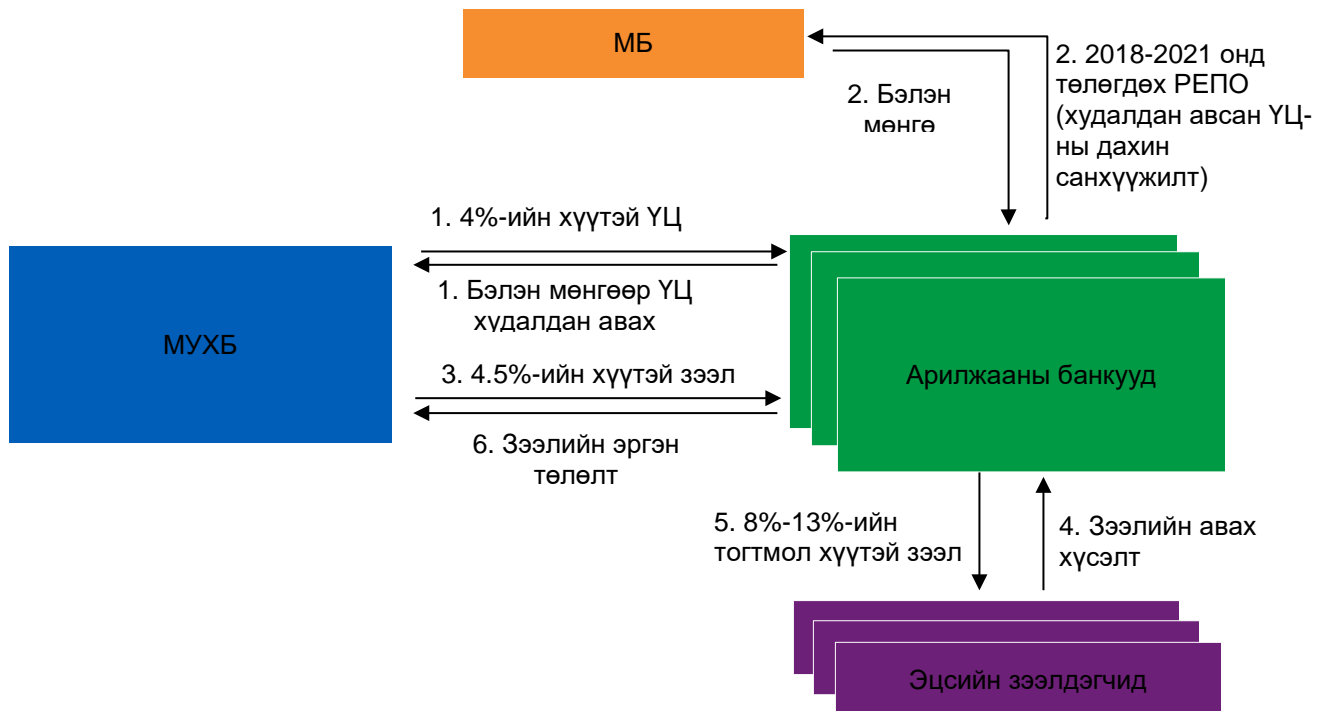 МБ
2. Бэлэн
мөнгө
2. 2018-2021 онд
төлөгдөх РЕПО
(худалдан авсан ҮЦ-
ны дахин
санхүүжилт)
1. 4%-ийн хүүтэй ҮЦ
1. Бэлэн мөнгөөр ҮЦ
худалдан авах
МУХБ
3. 4.5%-ийн хүүтэй зээл
Арилжааны банкууд
6. Зээлийн эргэн
төлөлт
5. 8%-13%-ийн
тогтмол хүүтэй зээл
4. Зээлийн авах
хүсэлт
Эцсийн зээлдэгчид